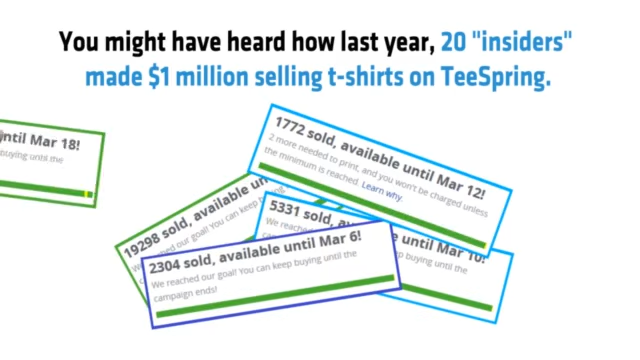 You might have heard how last year, 20 "insiders"
made $1 million selling t-shirts on TeeSpring.
until Mar 18!
buying until the
1772 sold, available until Mar 12!
2 more needed to print, and you won't be charged unless
the minimum is reached. Learn why.
19298 sold, available
reached our goal! You can keep
5331 sold,
We reached
until Mar 10!
buying until the
2304 sold, available until Mar 6!
We reached our goal! You can keep buying until the
campaign ends!